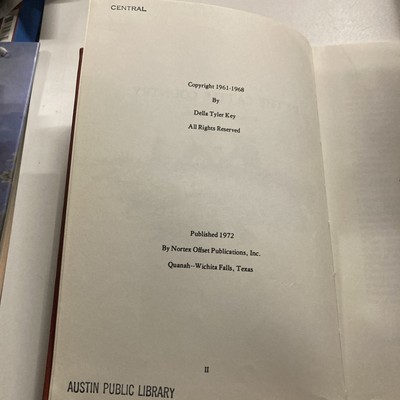 CENTRAL
Copyright 1961-1968
By
Della Tyler Key
All Rights Reserved
Published 1972
By Nortex Offset Publications, Inc.
Quanah--Wichita Falls, Texas
II
AUSTIN PUBLIC LIBRARY